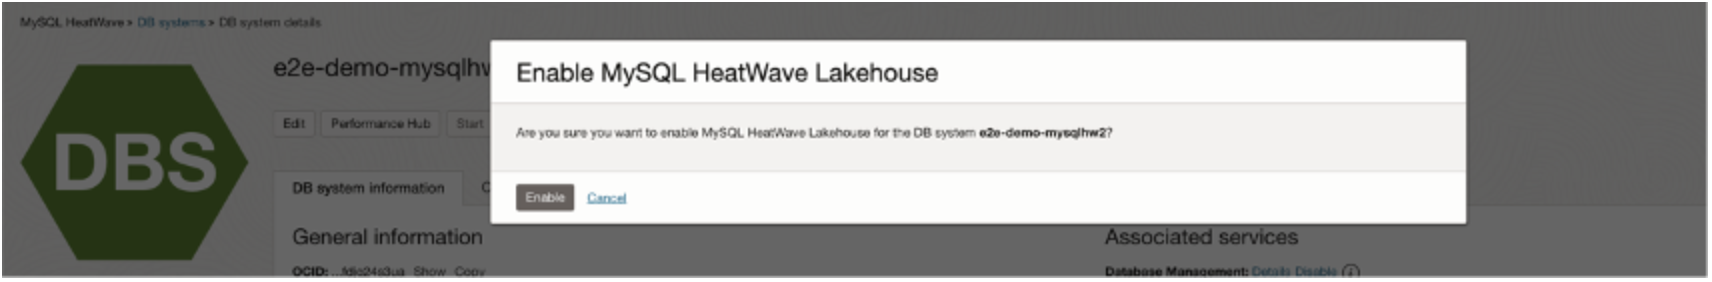 MySQL HeatWave > DB systems > DB system details
e2e-demo-mysqlhw
Enable MySQL HeatWave Lakehouse
Edit Performance Hub Start
Are you sure you want to enable MySQL HeatWave Lakehouse for the DB system e2e-demo-mysqlhw2?
DBS
DB system information
Enable Cancel
General information
Associated services
OCID: ...fdio24s3ua Show Copy
Database Management: Details Disable